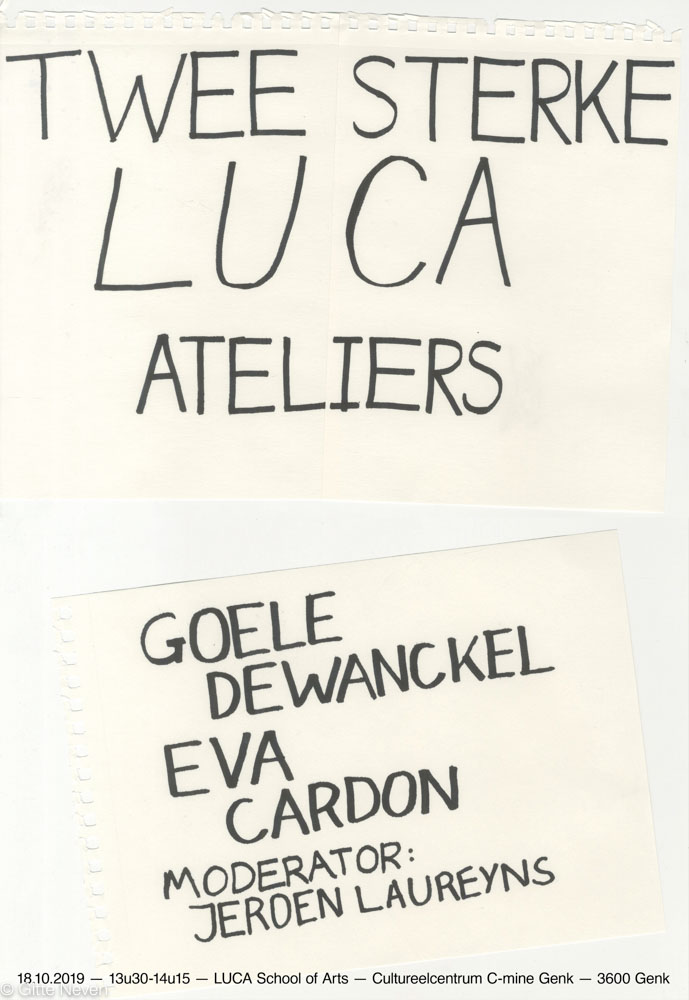 TWEE STERKE
LUCA
ATELIERS
GOELE
DEWANCKEL
EVA
CARDON
MODERATOR:
JEROEN LAUREYNS
18.10.2019 — 13u30-14u15 — LUCA School of Arts — Cultureelcentrum C-mine Genk — 3600 Genk
© Gitte Neven